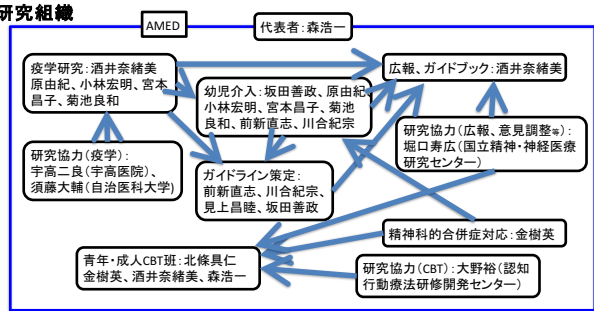 研究組織
AMED
代表者：森浩一
疫学研究：酒井奈緒美
原由紀、小林宏明、宮本
昌子、菊池良和
幼児介入：坂田善政、原由紀
小林宏明、宮本昌子、菊池
良和、前新直志、川合紀宗
広報、ガイドブック：酒井奈緒美
研究協力（疫学）：
宇高二良（宇高医院）、
須藤大輔（自治医科大学）
ガイドライン策定：
前新直志、川合紀宗、
見上昌睦、坂田善政
研究協力（広報、意見調整等）：
堀口寿広（国立精神・神経医療
研究センター）
精神科的合併症対応：金樹英
青年・成人CBT班：北條具仁
金樹英、酒井奈緒美、森浩一
研究協力（CBT）：大野裕（認知
行動療法研修開発センター）